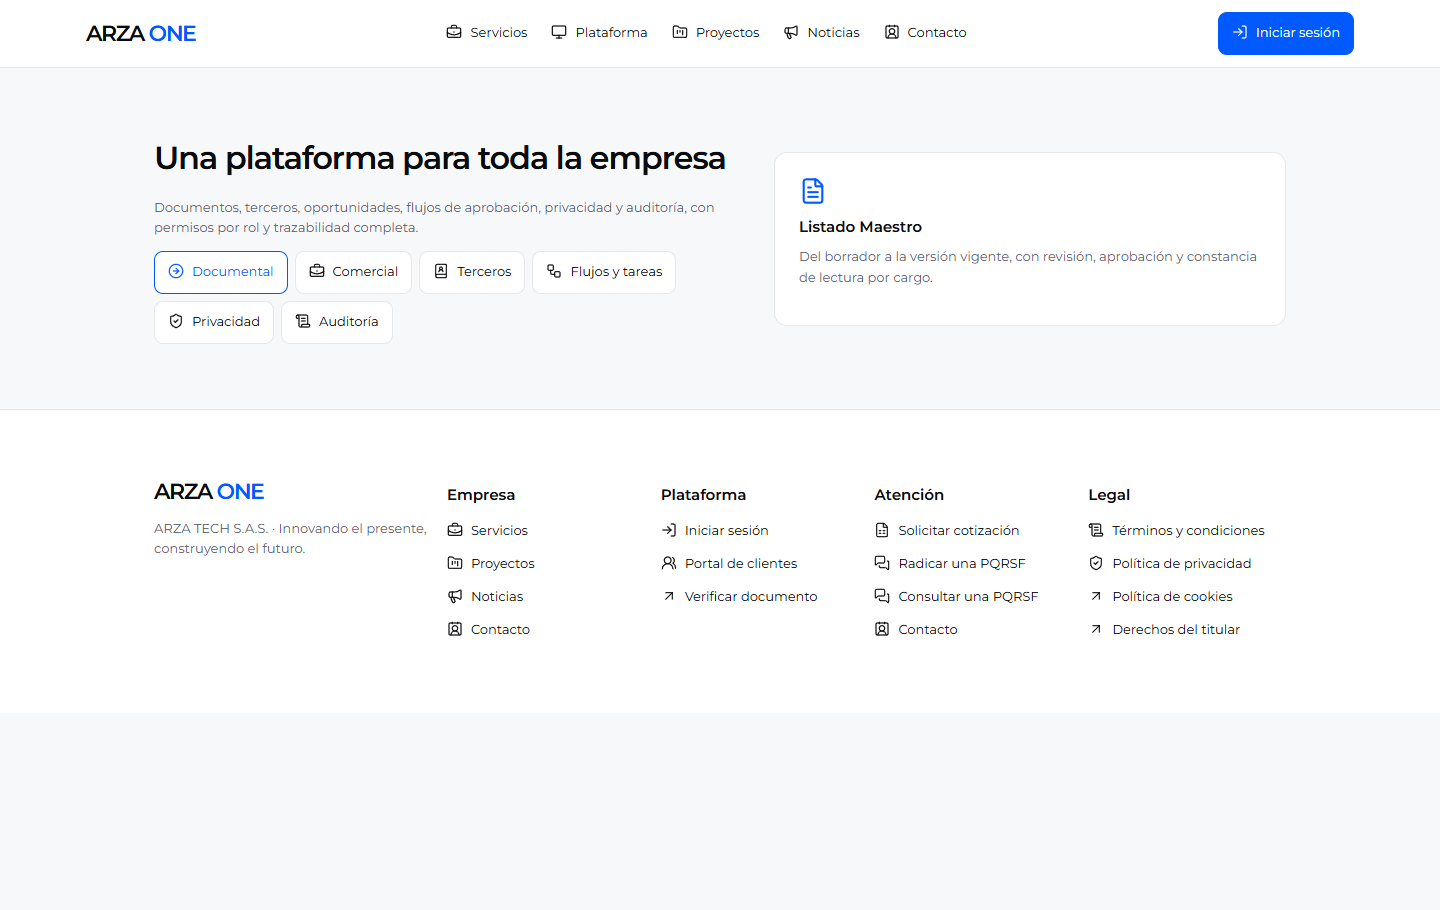 ARZA ONE
Servicios
Plataforma
Proyectos
Noticias
Contacto
Iniciar sesión
Una plataforma para toda la empresa
Documentos, terceros, oportunidades, flujos de aprobación, privacidad y auditoría, con
permisos por rol y trazabilidad completa.
Documental
Comercial
Terceros
Flujos y tareas
Privacidad
Auditoría
Listado Maestro
Del borrador a la versión vigente, con revisión, aprobación y constancia
de lectura por cargo.
ARZA ONE
ARZA TECH S.A.S. · Innovando el presente,
construyendo el futuro.
Empresa
Servicios
Proyectos
Noticias
Contacto
Plataforma
Iniciar sesión
Portal de clientes
Verificar documento
Atención
Solicitar cotización
Radicar una PQRSF
Consultar una PQRSF
Contacto
Legal
Términos y condiciones
Política de privacidad
Política de cookies
Derechos del titular